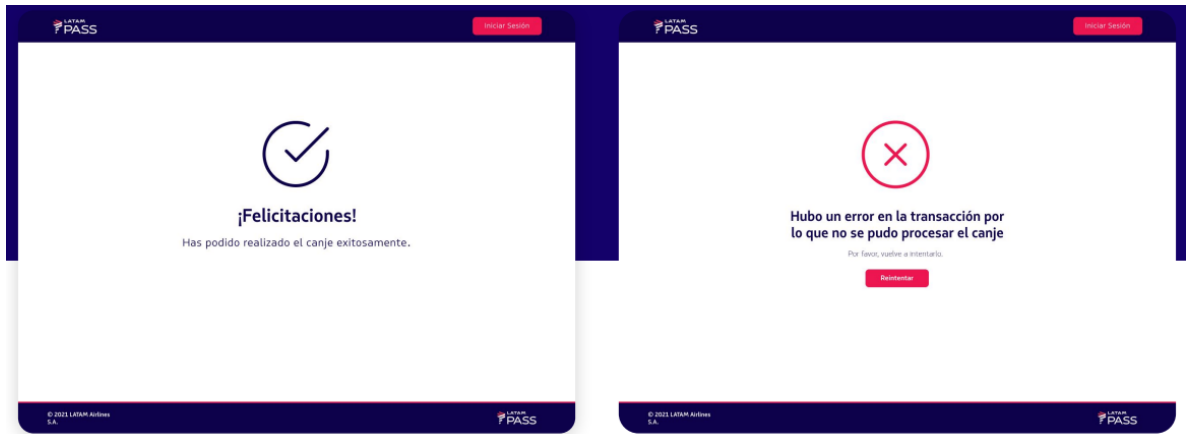 LATAM
PASS
Iniciar Sesión
¡Felicitaciones!
Has podido realizado el canje exitosamente.
© 2021 LATAM Airlines
S.A.
LATAM
PASS
LATAM
PASS
Iniciar Sesión
Hubo un error en la transacción por
lo que no se pudo procesar el canje
Por favor, vuelve a intentarlo.
Reintentar
© 2021 LATAM Airlines
S.A.
LATAM
PASS